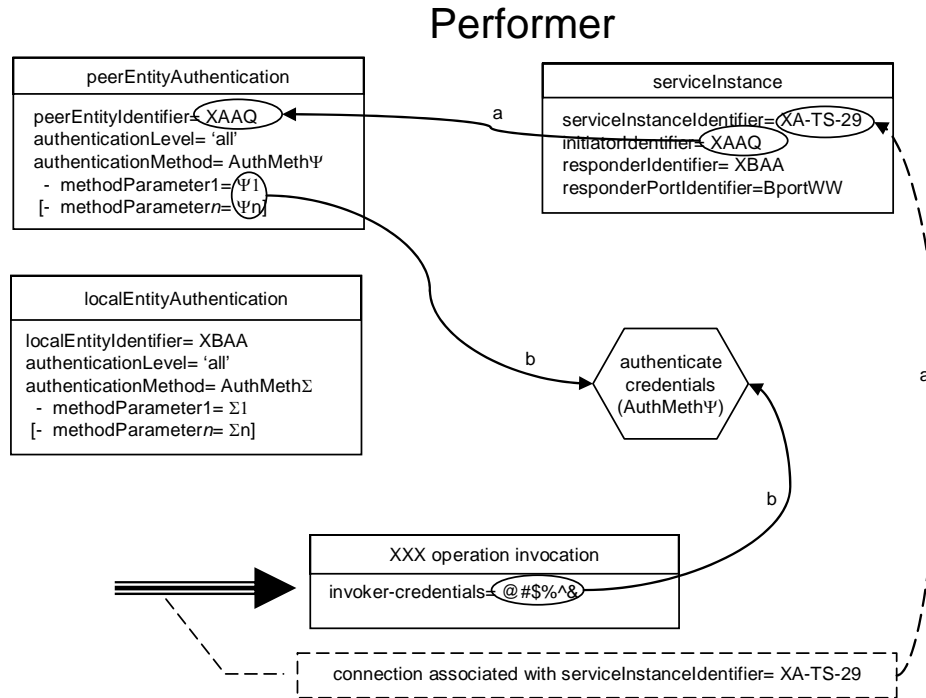 Performer
peerEntityAuthentication
peerEntityIdentifier= XAAQ
authenticationLevel= ‘all’
authenticationMethod= AuthMethΨ
- methodParameter1= Ψ1
[- methodParametern= Ψn]
serviceInstance
serviceInstanceIdentifier= XA-TS-29
initiatorIdentifier= XAAQ
responderIdentifier= XBAA
responderPortIdentifier=BportWW
a
localEntityAuthentication
localEntityIdentifier= XBAA
authenticationLevel= ‘all’
authenticationMethod= AuthMethΣ
- methodParameter1= Σ1
[- methodParametern= Σn]
b
authenticate
credentials
(AuthMethΨ)
a
b
XXX operation invocation
invoker-credentials= @#$%^&
connection associated with serviceInstanceIdentifier= XA-TS-29